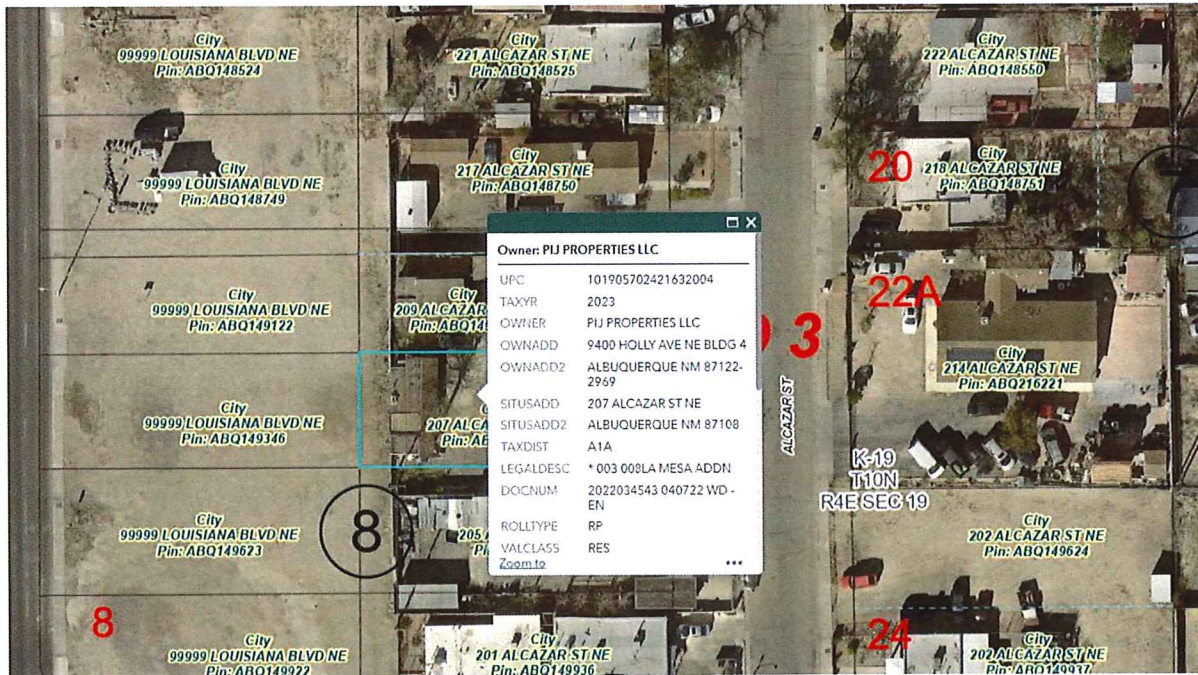 City
99999 LOUISIANA BLVD NE
Pin: ABQ148524
City
221 ALCAZAR ST NE
Pin: ABQ148525
City
222 ALCAZAR ST NE
Pin: ABQ148550
City
99999 LOUISIANA BLVD NE
Pin: ABQ148749
City
217 ALCAZAR ST NE
Pin: ABQ148750
20
City
218 ALCAZAR ST NE
Pin: ABQ148751
City
99999 LOUISIANA BLVD NE
Pin: ABQ149122
City
209 ALCAZAR
Owner: PIJ PROPERTIES LLC
UPC 101905702421632004
TAXYR 2023
OWNER PIJ PROPERTIES LLC
OWNADD 9400 HOLLY AVE NE BLDG 4
OWNADD2 ALBUQUERQUE NM 87122-
2969
SITUSADD 207 ALCAZAR ST NE
SITUSADD2 ALBUQUERQUE NM 87108
TAXDIST A1A
LEGALDESC * 003 008LA MESA ADDN
DOCNUM 2022034543 040722 WD -
EN
ROLLTYPE RP
VALCLASS RES
Zoom to
3
ALCAZAR ST
22A
City
214 ALCAZAR ST NE
Pin: ABQ216221
City
99999 LOUISIANA BLVD NE
Pin: ABQ149346
207 ALCA
Pin: AB
K-19
T10N
R4E SEC 19
City
99999 LOUISIANA BLVD NE
Pin: ABQ149623
8
205
City
202 ALCAZAR ST NE
Pin: ABQ149624
8
City
99999 LOUISIANA BLVD NE
Pin: ABQ149922
City
201 ALCAZAR ST NE
Pin: ABQ149936
24
City
202 ALCAZAR ST NE
Pin: ABQ149937